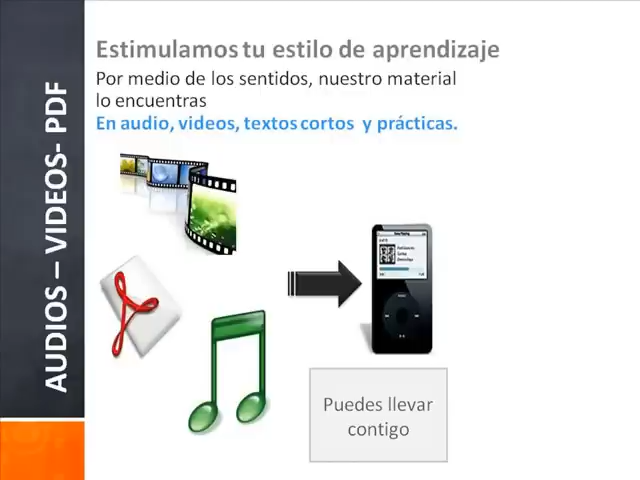 Estimulamos tu estilo de aprendizaje
Por medio de los sentidos, nuestro material
lo encuentras
En audio, videos, textos cortos y prácticas.
AUDIOS – VIDEOS- PDF
Puedes llevar
contigo